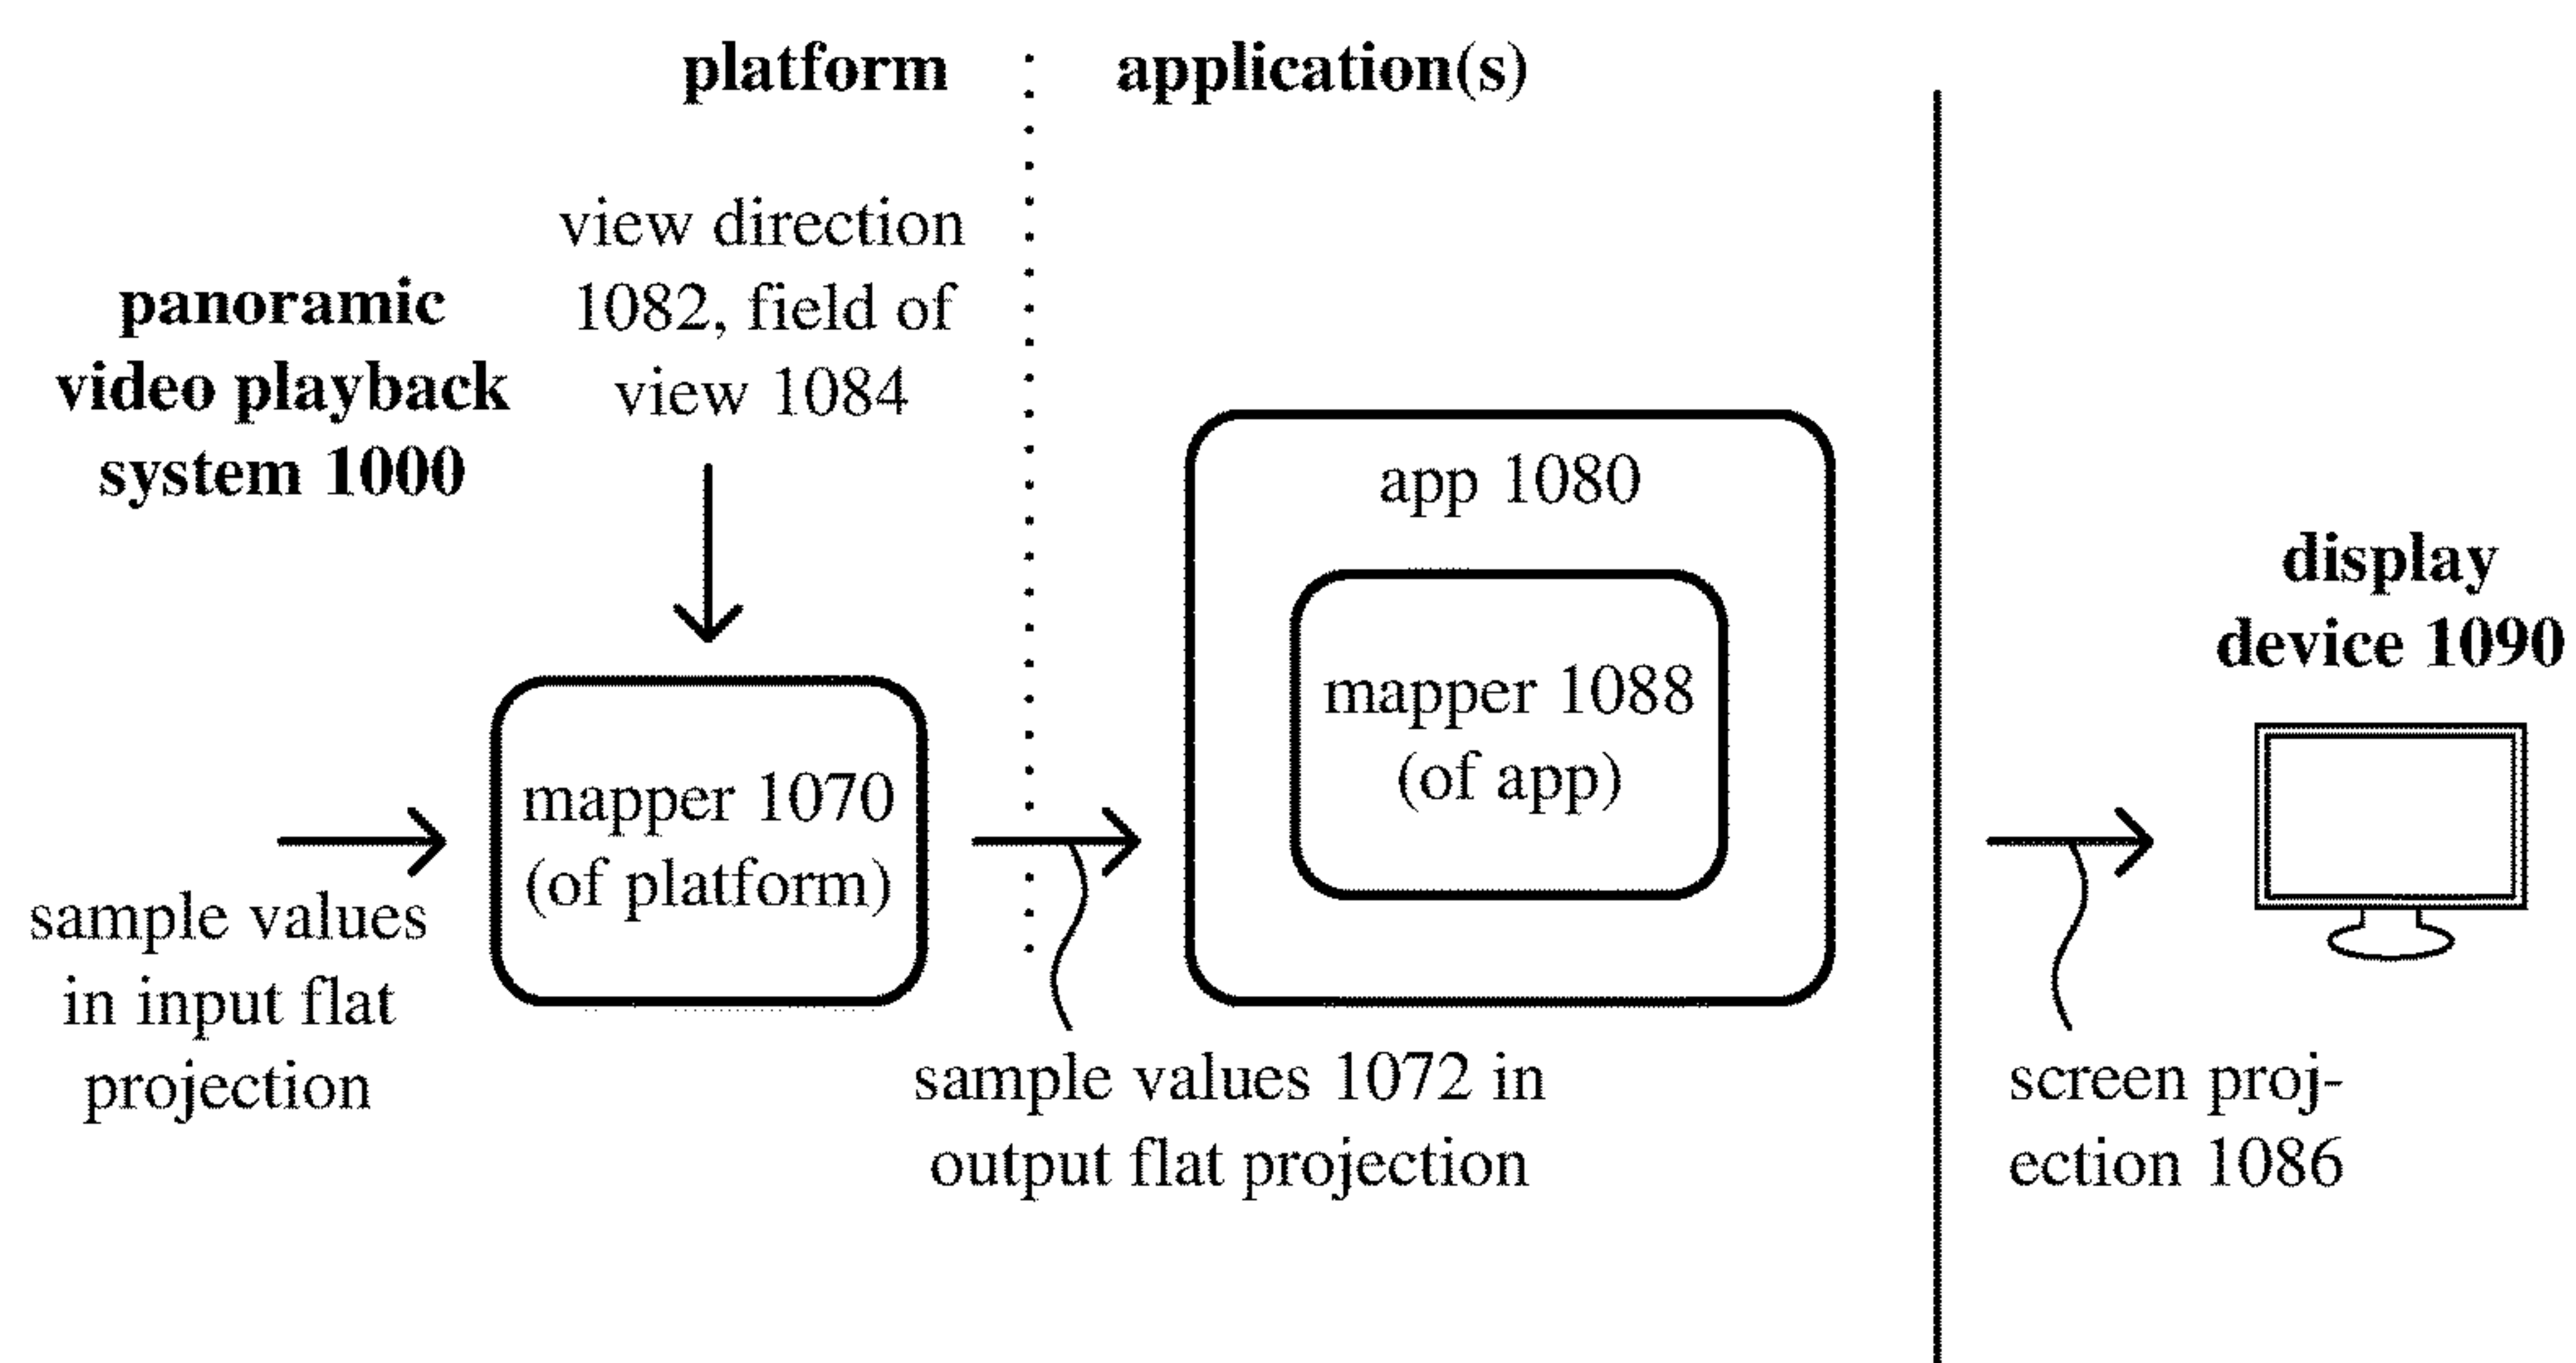 platform
application(s)
view direction
1082, field of
view 1084
panoramic
video playback
system 1000
app 1080
mapper 1088
(of app)
display
device 1090
mapper 1070
(of platform)
sample values
in input flat
projection
sample values 1072 in
output flat projection
screen proj-
ection 1086